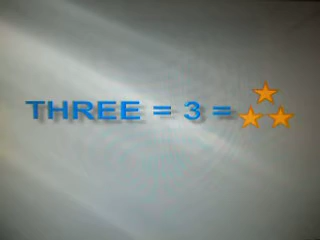 THREE = 3 =